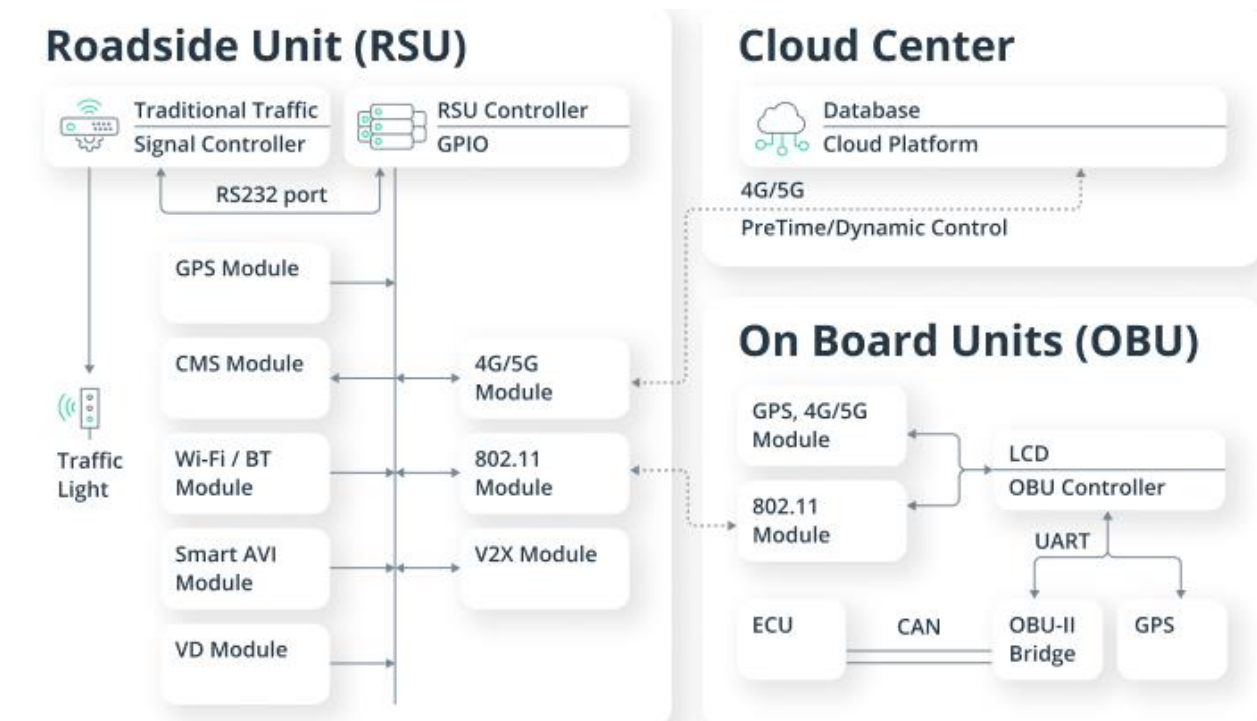 Roadside Unit (RSU)
Traditional Traffic
Signal Controller
RSU Controller
GPIO
RS232 port
GPS Module
CMS Module
4G/5G
Module
Wi-Fi / BT
Module
802.11
Module
Smart AVI
Module
V2X Module
VD Module
Traffic
Light
Cloud Center
Database
Cloud Platform
4G/5G
PreTime/Dynamic Control
On Board Units (OBU)
GPS, 4G/5G
Module
802.11
Module
LCD
OBU Controller
UART
ECU
CAN
OBU-II
Bridge
GPS